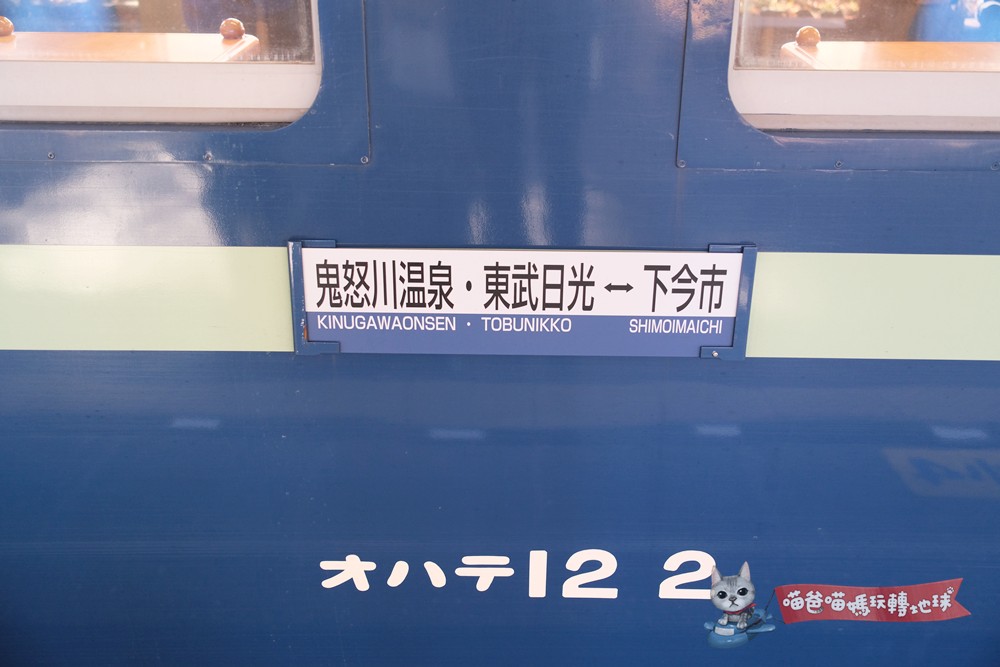 鬼怒川温泉・東武日光↔下今市
KINUGAWAONSEN・TOBUNIKKO SHIMOIMAICHI
オハテ12 2
喵爸喵媽玩轉地球